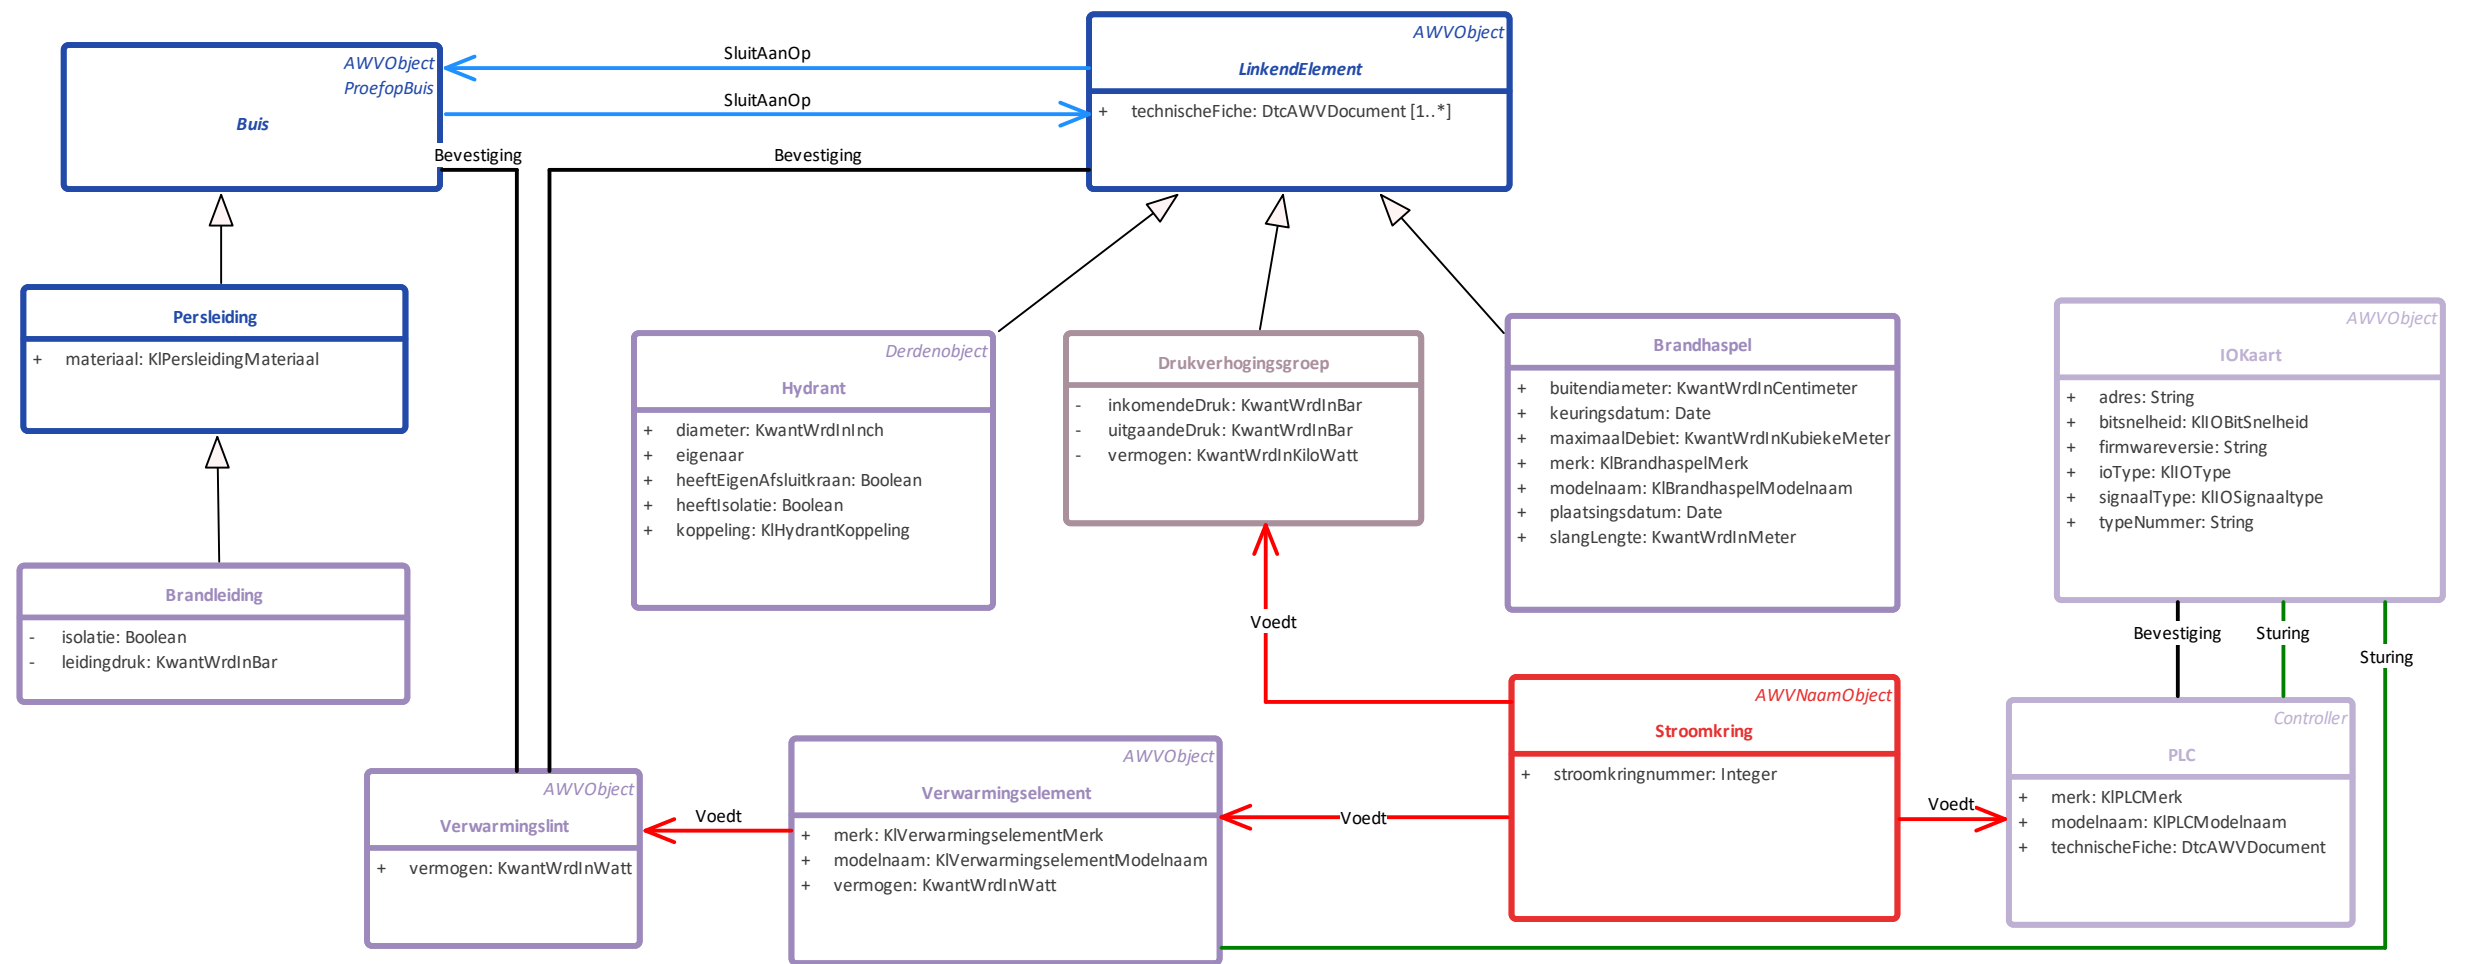 AWVObject
ProefopBuis
Buis
SluitAanOp
SluitAanOp
AWVObject
LinkendElement
+ technischeFiche: DtcAWVDocument [1..*]
Bevestiging
Bevestiging
Persleiding
+ materiaal: KlPersleidingMateriaal
Derdenobject
Hydrant
+ diameter: KwantWrdInInch
+ eigenaar
+ heeftEigenAfsluitkraan: Boolean
+ heeftIsolatie: Boolean
+ koppeling: KlHydrantKoppeling
Drukverhogingsgroep
- inkomendeDruk: KwantWrdInBar
- uitgaandeDruk: KwantWrdInBar
- vermogen: KwantWrdInKiloWatt
Brandhaspel
+ buitendiameter: KwantWrdInCentimeter
+ keuringsdatum: Date
+ maximaalDebiet: KwantWrdInKubiekeMeter
+ merk: KlBrandhaspelMerk
+ modelnaam: KlBrandhaspelModelnaam
+ plaatsingsdatum: Date
+ slangLengte: KwantWrdInMeter
AWVObject
IOKaart
+ adres: String
+ bitsnelheid: KlIOBitSnelheid
+ firmwareversie: String
+ ioType: KlIOType
+ signaalType: KlIOSignaaltype
+ typeNummer: String
Brandleiding
- isolatie: Boolean
- leidingdruk: KwantWrdInBar
Voedt
Bevestiging
Sturing
Sturing
AWVObject
Verwarmingslint
+ vermogen: KwantWrdInWatt
Voedt
AWVObject
Verwarmingselement
+ merk: KlVerwarmingselementMerk
+ modelnaam: KlVerwarmingselementModelnaam
+ vermogen: KwantWrdInWatt
Voedt
AWVNaamObject
Stroomkring
+ stroomkringnummer: Integer
Voedt
Controller
PLC
+ merk: KlPLCMerk
+ modelnaam: KlPLCModelnaam
+ technischeFiche: DtcAWVDocument